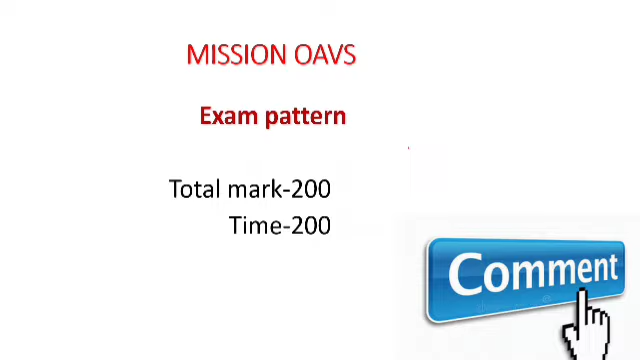 MISSION OAVS
Exam pattern
Total mark-200
Time-200
Comment